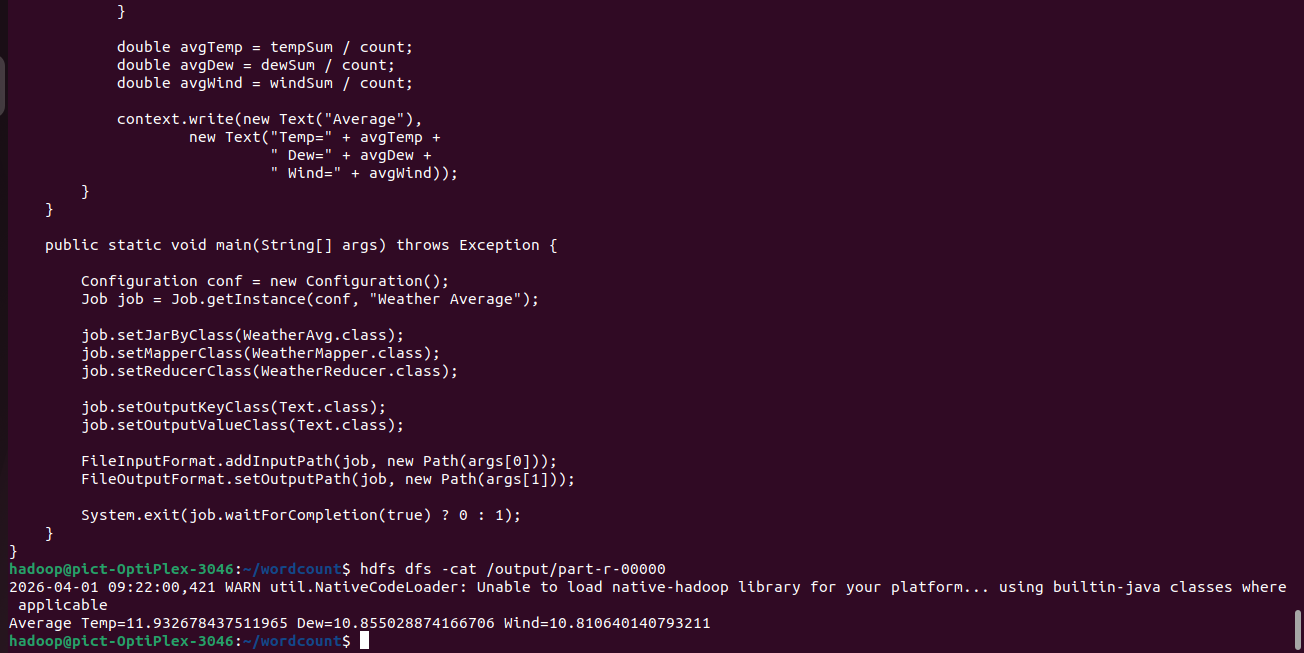 }

            double avgTemp = tempSum / count;
            double avgDew = dewSum / count;
            double avgWind = windSum / count;

            context.write(new Text("Average"),
                    new Text("Temp=" + avgTemp +
                             " Dew=" + avgDew +
                             " Wind=" + avgWind));
        }
    }

    public static void main(String[] args) throws Exception {

        Configuration conf = new Configuration();
        Job job = Job.getInstance(conf, "Weather Average");

        job.setJarByClass(WeatherAvg.class);
        job.setMapperClass(WeatherMapper.class);
        job.setReducerClass(WeatherReducer.class);

        job.setOutputKeyClass(Text.class);
        job.setOutputValueClass(Text.class);

        FileInputFormat.addInputPath(job, new Path(args[0]));
        FileOutputFormat.setOutputPath(job, new Path(args[1]));

        System.exit(job.waitForCompletion(true) ? 0 : 1);
    }
}
hadoop@pict-OptiPlex-3046:~/wordcount$ hdfs dfs -cat /output/part-r-00000
2026-04-01 09:22:00,421 WARN util.NativeCodeLoader: Unable to load native-hadoop library for your platform... using builtin-java classes where
 applicable
Average Temp=11.932678437511965 Dew=10.855028874166706 Wind=10.810640140793211
hadoop@pict-OptiPlex-3046:~/wordcount$